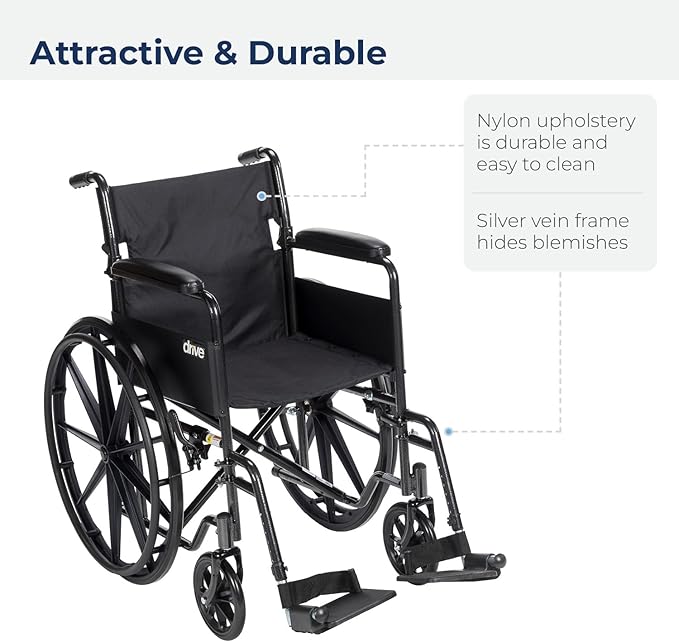 Attractive & Durable
Nylon upholstery
is durable and
easy to clean
Silver vein frame
hides blemishes
drive